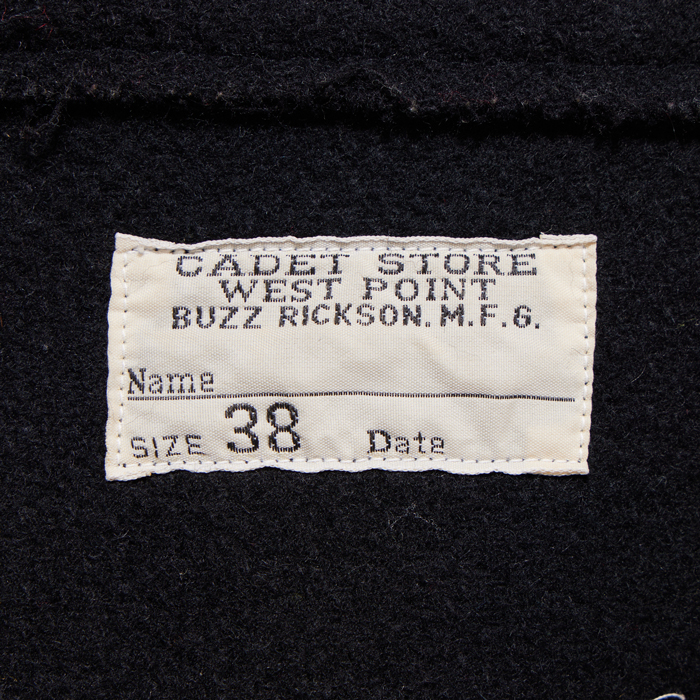 CADET STORE
WEST POINT
BUZZ RICKSON. M.F.G.
Name
SIZE 38 Date